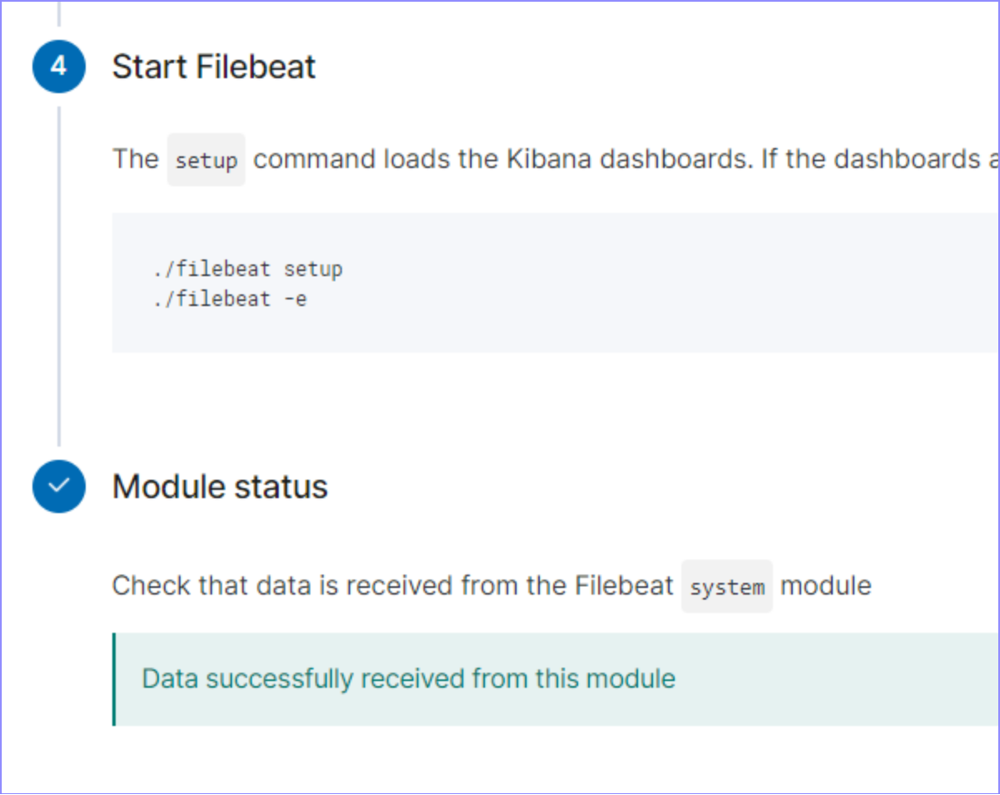 4
Start Filebeat
The setup command loads the Kibana dashboards. If the dashboards a
./filebeat setup
./filebeat -e
Module status
Check that data is received from the Filebeat system module
Data successfully received from this module